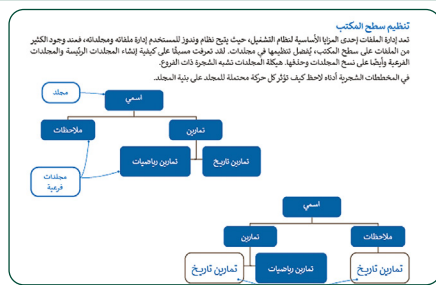 تنظيم سطح المكتب
تعد إدارة الملفات إحدى المزايا الأساسية لنظام التشغيل، حيث يتيح نظام وندوز للمستخدم إدارة ملفاته ومجلداته، فعند وجود الكثير
من الملفات على سطح المكتب، يُفضل تنظيمها في مجلدات. لقد تعرفت مسبقًا على كيفية إنشاء المجلدات الرئيسة والمجلدات
الفرعية وأيضًا على نسخ المجلدات وحذفها. هيكلة المجلدات تشبه الشجرة ذات الفروع.
في المخططات الشجرية أدناه لاحظ كيف تؤثر كل حركة محتملة للمجلد على بنية المجلد.
مجلد
اسمي
ملاحظات
تمارين
تمارين رياضيات
تمارين تاريخ
مجلدات
فرعية
اسمي
تمارين
ملاحظات
تمارين تاريخ
تمارين رياضيات
تمارين تاريخ